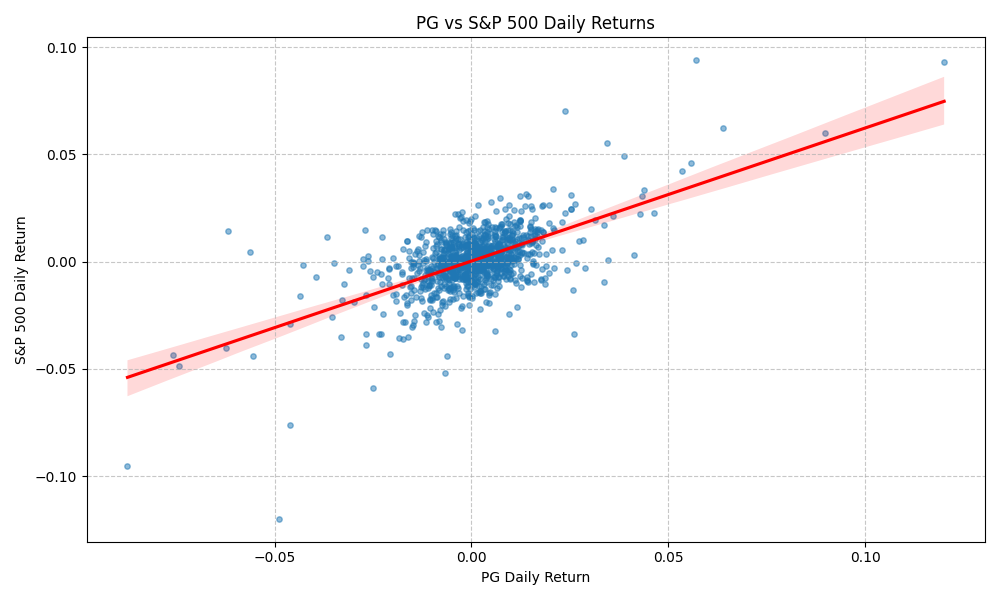 PG vs S&P 500 Daily Returns
S&P 500 Daily Return
0.10
0.05
0.00
−0.05
−0.10
−0.05 0.00 0.05 0.10
PG Daily Return